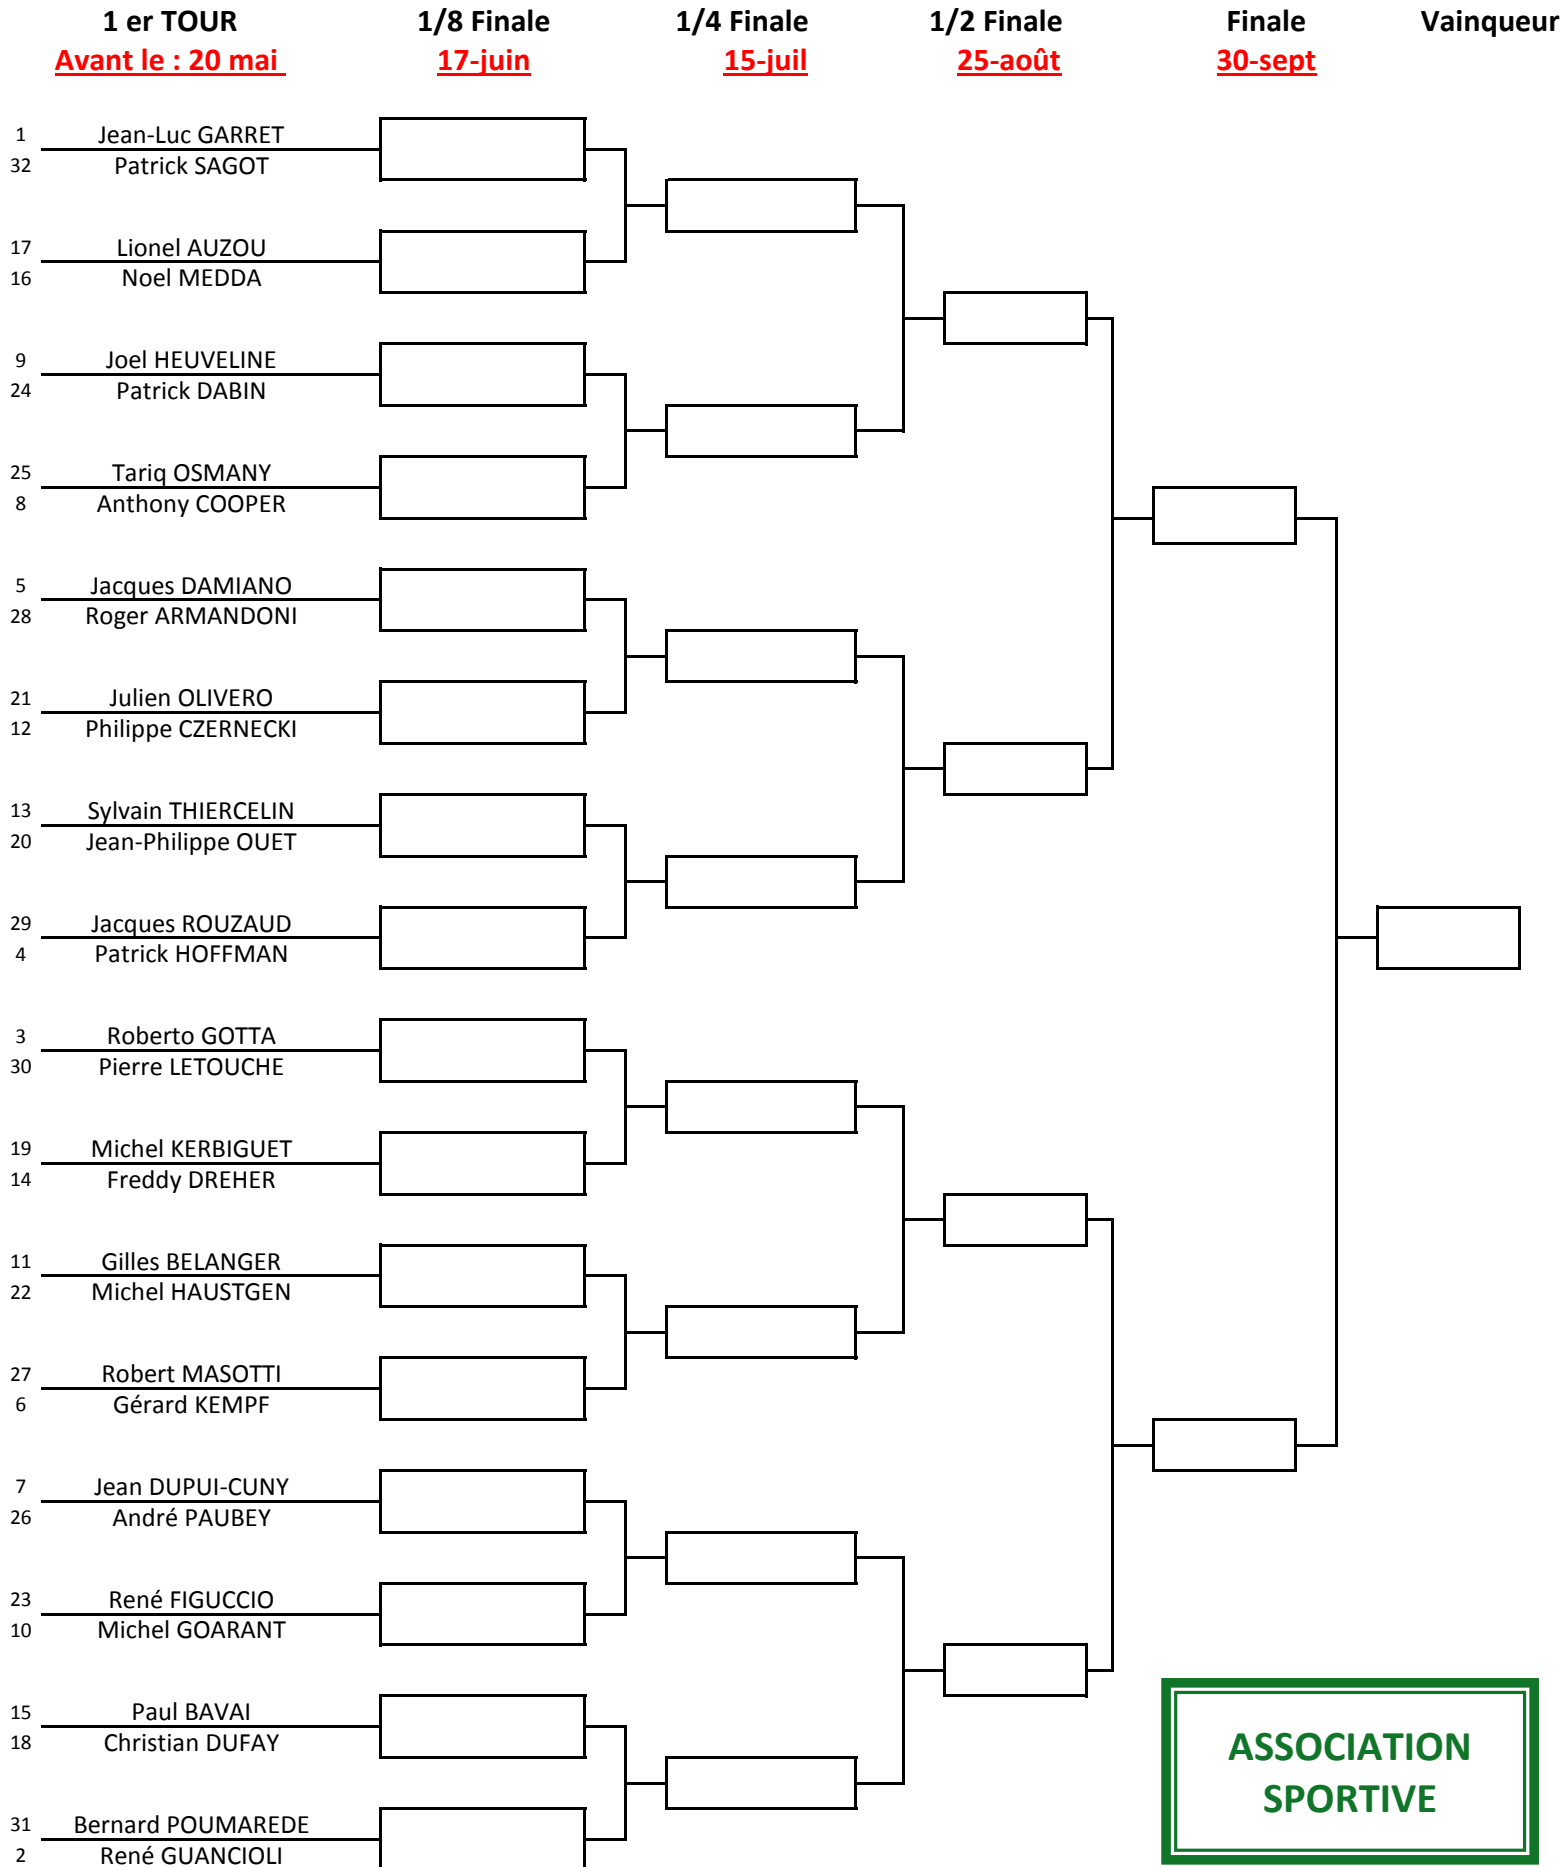 1 er TOUR 1/8 Finale 1/4 Finale 1/2 Finale Finale Vainqueur
Avant le : 20 mai 17-juin 15-juil 25-août 30-sept
1 Jean-Luc GARRET
32 Patrick SAGOT
17 Lionel AUZOU
16 Noel MEDDA
9 Joel HEUVELINE
24 Patrick DABIN
25 Tariq OSMANY
8 Anthony COOPER
5 Jacques DAMIANO
28 Roger ARMANDONI
21 Julien OLIVERO
12 Philippe CZERNECKI
13 Sylvain THIERCELIN
20 Jean-Philippe OUET
29 Jacques ROUZAUD
4 Patrick HOFFMAN
3 Roberto GOTTA
30 Pierre LETOUCHE
19 Michel KERBIGUET
14 Freddy DREHER
11 Gilles BELANGER
22 Michel HAUSTGEN
27 Robert MASOTTI
6 Gérard KEMPF
7 Jean DUPUI-CUNY
26 André PAUBEY
23 René FIGUCCIO
10 Michel GOARANT
15 Paul BAVAI
18 Christian DUFAY
31 Bernard POUMAREDE
2 René GUANCIOLI
ASSOCIATION
SPORTIVE